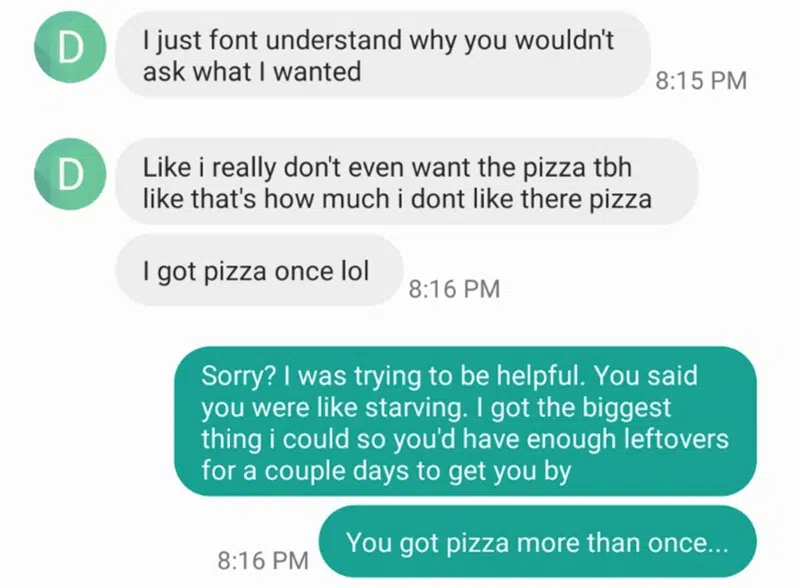 D
I just font understand why you wouldn't
ask what I wanted
8:15 PM
D
Like i really don't even want the pizza tbh
like that's how much i dont like there pizza
I got pizza once lol
8:16 PM
Sorry? I was trying to be helpful. You said
you were like starving. I got the biggest
thing i could so you'd have enough leftovers
for a couple days to get you by
You got pizza more than once...
8:16 PM